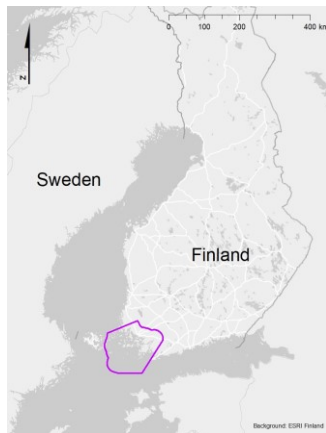 0 100 200 400 km
z
Sweden
Finland
Background: ESRI Finland